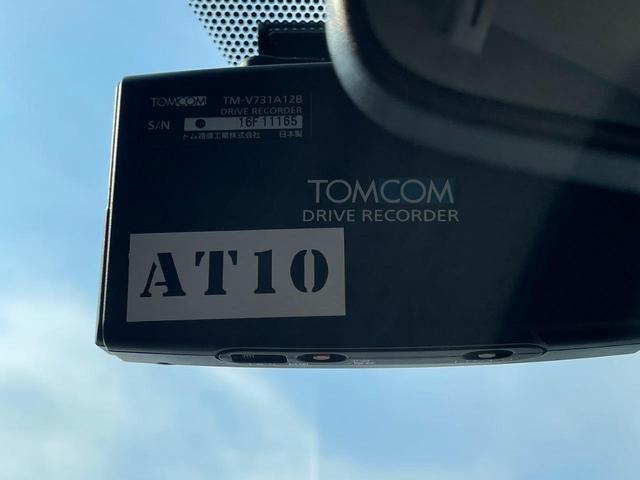 TOMCOM TM-V731A12B
DRIVE RECORDER
S/N 16F11165
トム通信工業株式会社 日本製
TOMCOM
DRIVE RECORDER
AT10